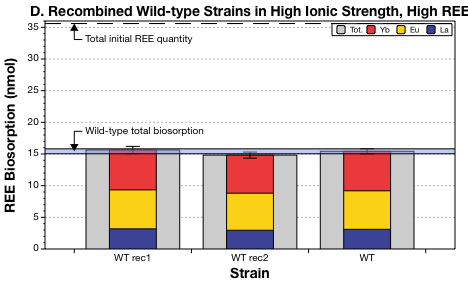 D. Recombined Wild-type Strains in High Ionic Strength, High REE
Tot. Yb Eu La
Total initial REE quantity
Wild-type total biosorption
REE Biosorption (nmol)
35
30
25
20
15
10
5
0
WT rec1 WT rec2 WT
Strain